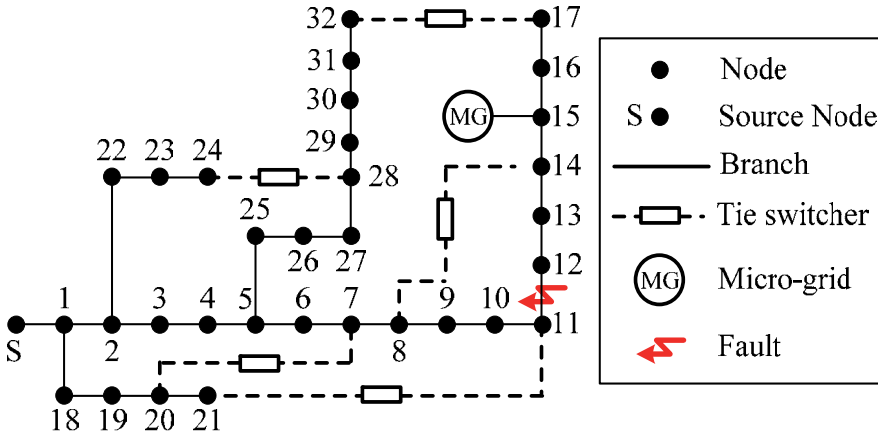 32 17
31 16
30 MG 15
29 14
22 23 24 28
25 13
26 27 12
1 3 4 5 6 7 9 10
S 2 8 11
18 19 20 21
Node
S Source Node
Branch
Tie switcher
MG Micro-grid
Fault